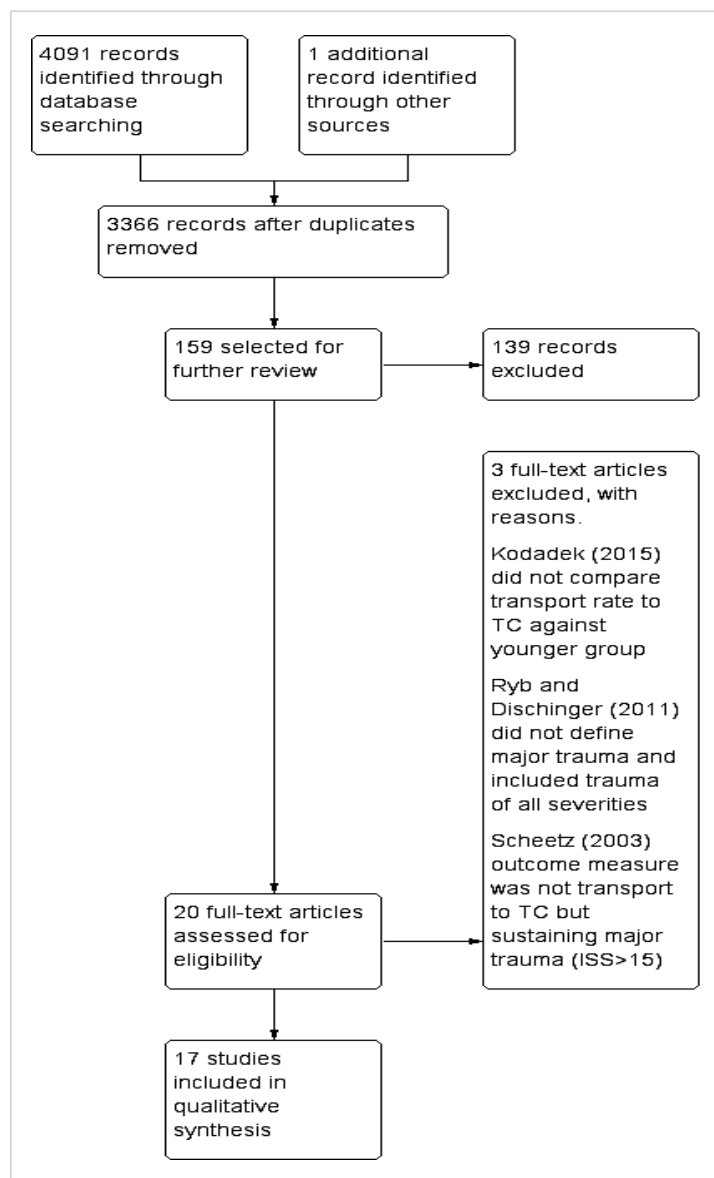 4091 records
identified through
database
searching
1 additional
record identified
through other
sources
3366 records after duplicates
removed
159 selected for
further review
139 records
excluded
3 full-text articles
excluded, with
reasons.
Kodadek (2015)
did not compare
transport rate to
TC against
younger group
Ryb and
Dischinger (2011)
did not define
major trauma and
included trauma
of all severities
Scheetz (2003)
outcome measure
was not transport
to TC but
sustaining major
trauma (ISS>15)
20 full-text articles
assessed for
eligibility
17 studies
included in
qualitative
synthesis